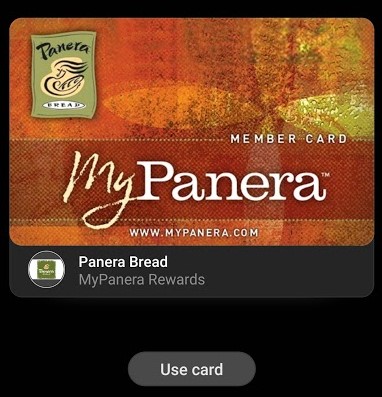 Panera
BREAD
MEMBER CARD
MyPanera™
WWW.MYPANERA.COM
Panera Bread
MyPanera Rewards
Use card